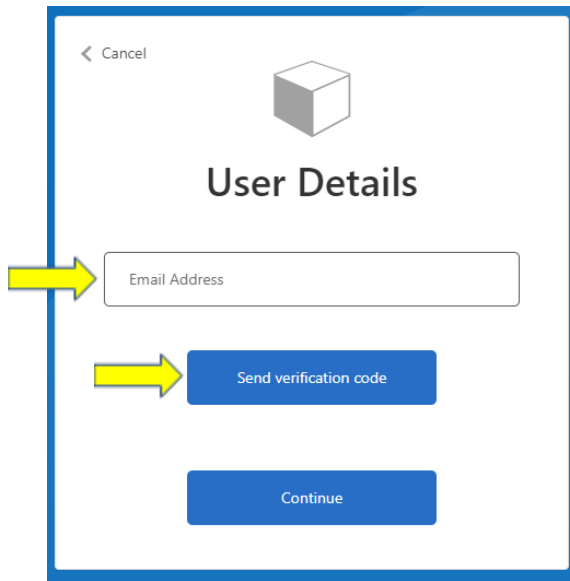 Cancel
User Details
Email Address
Send verification code
Continue